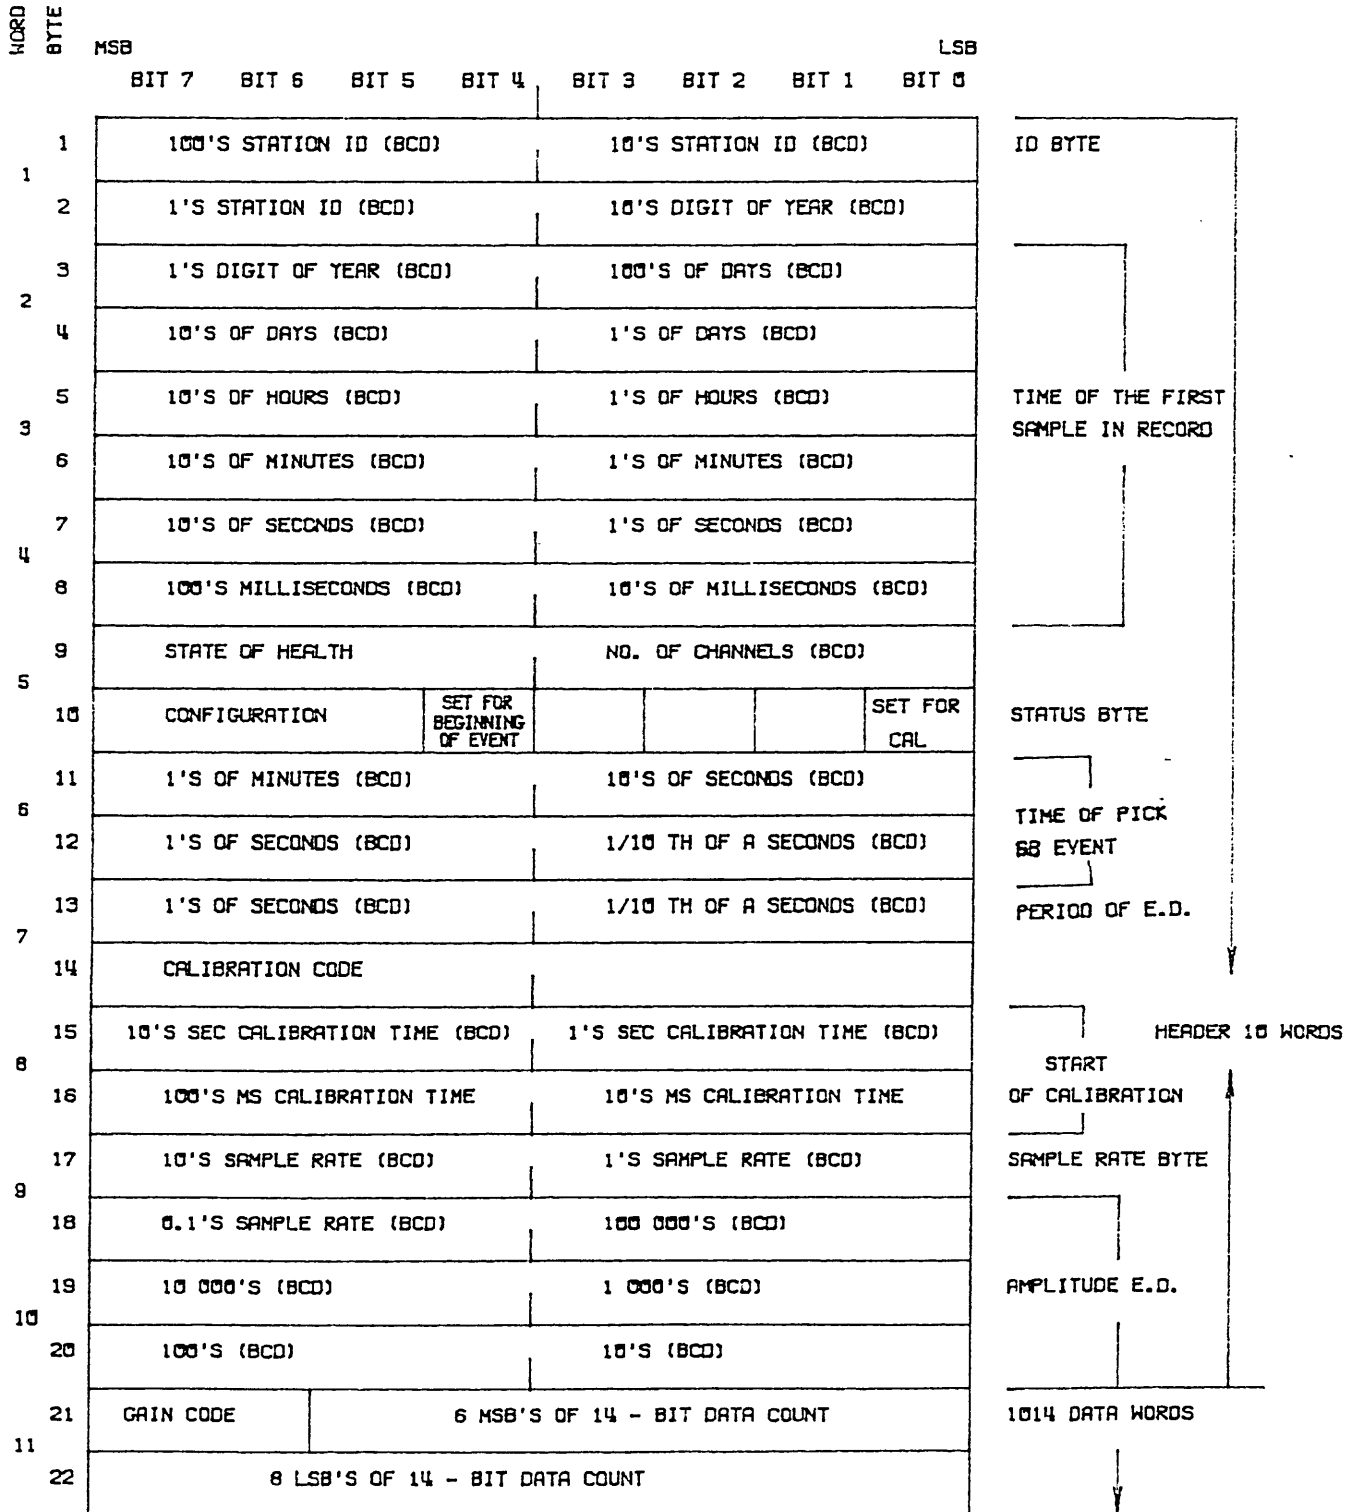 WORD BYTE
MSB LSB
BIT 7 BIT 6 BIT 5 BIT 4 BIT 3 BIT 2 BIT 1 BIT 0
1 100'S STATION ID (BCD) 10'S STATION ID (BCD) ID BYTE
1
2 1'S STATION ID (BCD) 10'S DIGIT OF YEAR (BCD)
3 1'S DIGIT OF YEAR (BCD) 100'S OF DAYS (BCD)
2
4 10'S OF DAYS (BCD) 1'S OF DAYS (BCD)
5 10'S OF HOURS (BCD) 1'S OF HOURS (BCD) TIME OF THE FIRST
3 SAMPLE IN RECORD
6 10'S OF MINUTES (BCD) 1'S OF MINUTES (BCD)
7 10'S OF SECONDS (BCD) 1'S OF SECONDS (BCD)
4
8 100'S MILLISECONDS (BCD) 10'S OF MILLISECONDS (BCD)
9 STATE OF HEALTH NO. OF CHANNELS (BCD)
5
10 CONFIGURATION SET FOR BEGINNING OF EVENT SET FOR CAL STATUS BYTE
11 1'S OF MINUTES (BCD) 10'S OF SECONDS (BCD)
6 TIME OF PICK
12 1'S OF SECONDS (BCD) 1/10 TH OF A SECONDS (BCD) EVENT
13 1'S OF SECONDS (BCD) 1/10 TH OF A SECONDS (BCD) PERIOD OF E.D.
7
14 CALIBRATION CODE
15 10'S SEC CALIBRATION TIME (BCD) 1'S SEC CALIBRATION TIME (BCD) HEADER 10 WORDS
8 START
16 100'S MS CALIBRATION TIME 10'S MS CALIBRATION TIME OF CALIBRATION
17 10'S SAMPLE RATE (BCD) 1'S SAMPLE RATE (BCD) SAMPLE RATE BYTE
9
18 0.1'S SAMPLE RATE (BCD) 100 000'S (BCD)
19 10 000'S (BCD) 1 000'S (BCD) AMPLITUDE E.D.
10
20 100'S (BCD) 10'S (BCD)
21 GAIN CODE 6 MSB'S OF 14 - BIT DATA COUNT 1014 DATA WORDS
11
22 8 LSB'S OF 14 - BIT DATA COUNT